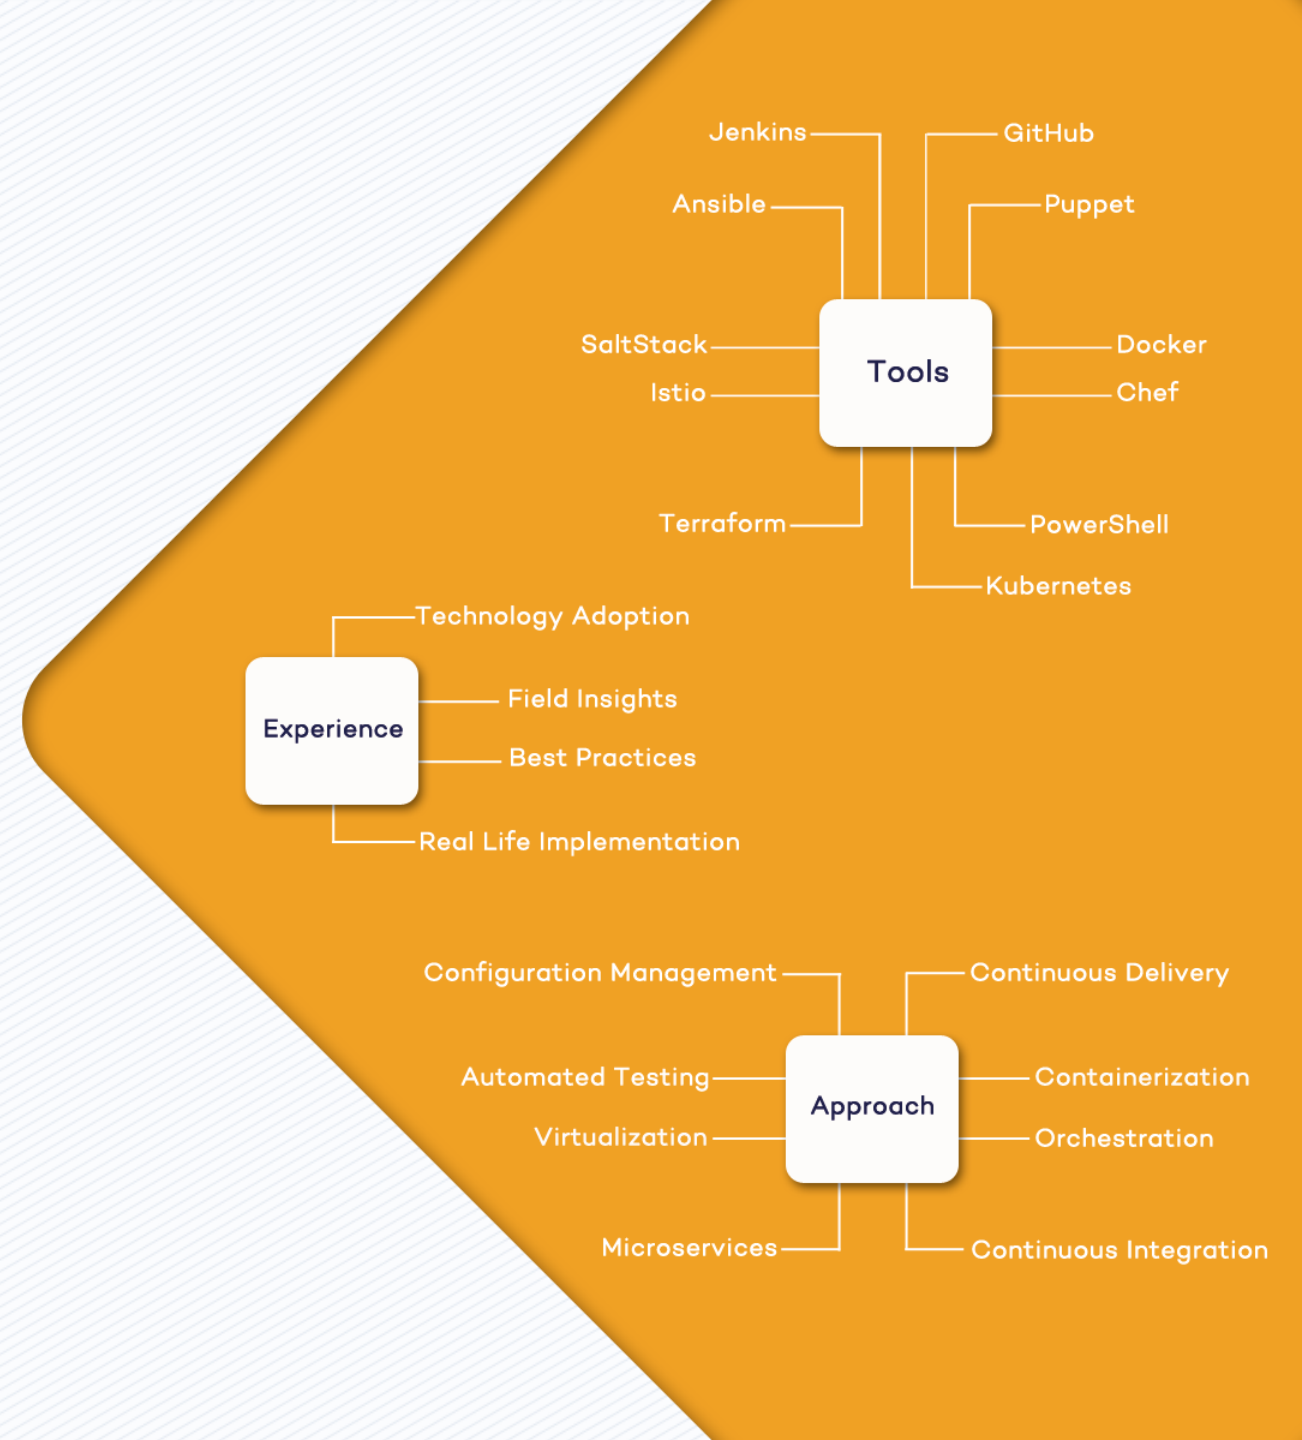 Jenkins
GitHub
Ansible
Puppet
SaltStack
Docker
Tools
Istio
Chef
Terraform
PowerShell
Kubernetes
Technology Adoption
Field Insights
Experience
Best Practices
Real Life Implementation
Configuration Management
Continuous Delivery
Automated Testing
Containerization
Approach
Virtualization
Orchestration
Microservices
Continuous Integration